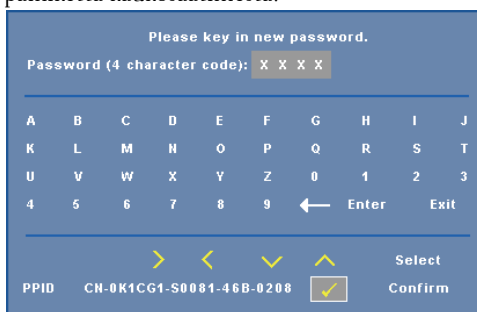 Please key in new password.
Password (4 character code): X X X X
A B C D E F G H I J
K L M N O P Q R S T
U V W X Y Z 0 1 2 3
4 5 6 7 8 9 ← Enter Exit
Select
PPID CN-0K1CG1-S0081-46B-0208 ✓ Confirm